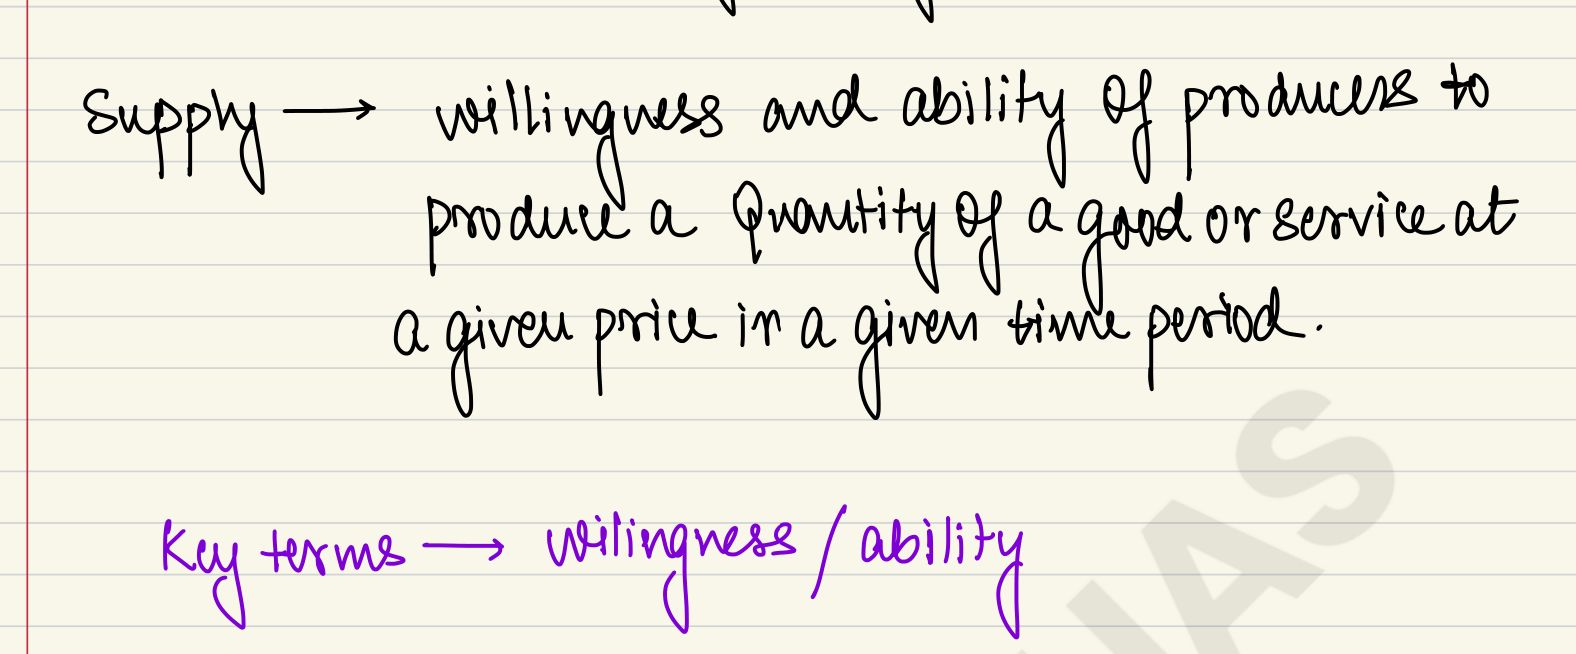 Supply → willingness and ability of producers to
produce a Quantity of a good or service at
a given price in a given time period.
Key terms → wilingness / ability
IAS